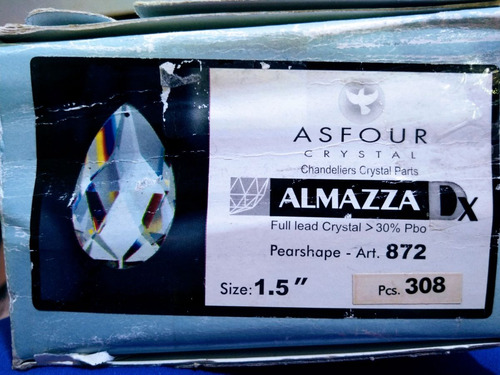 ASFOUR
CRYSTAL
Chandeliers Crystal Parts
ALMAZZA Dx
Full lead Crystal > 30% Pbo
Pearshape - Art. 872
Size: 1.5"
Pcs. 308